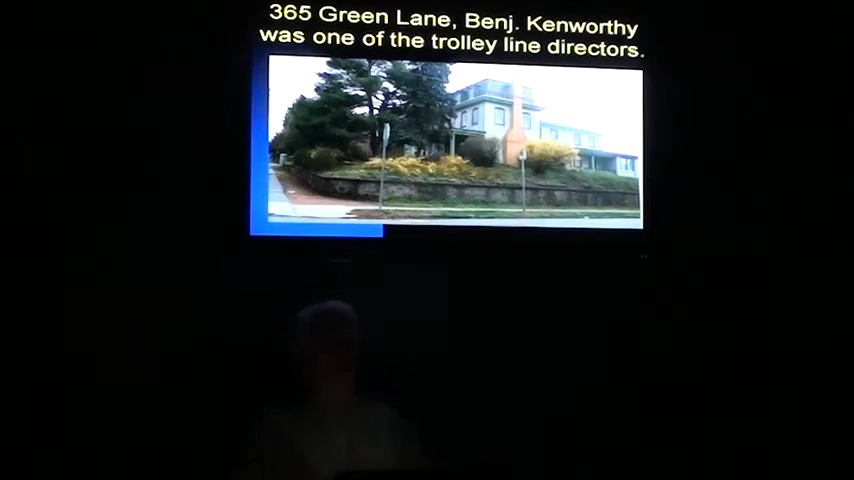 365 Green Lane, Benj. Kenworthy
was one of the trolley line directors.